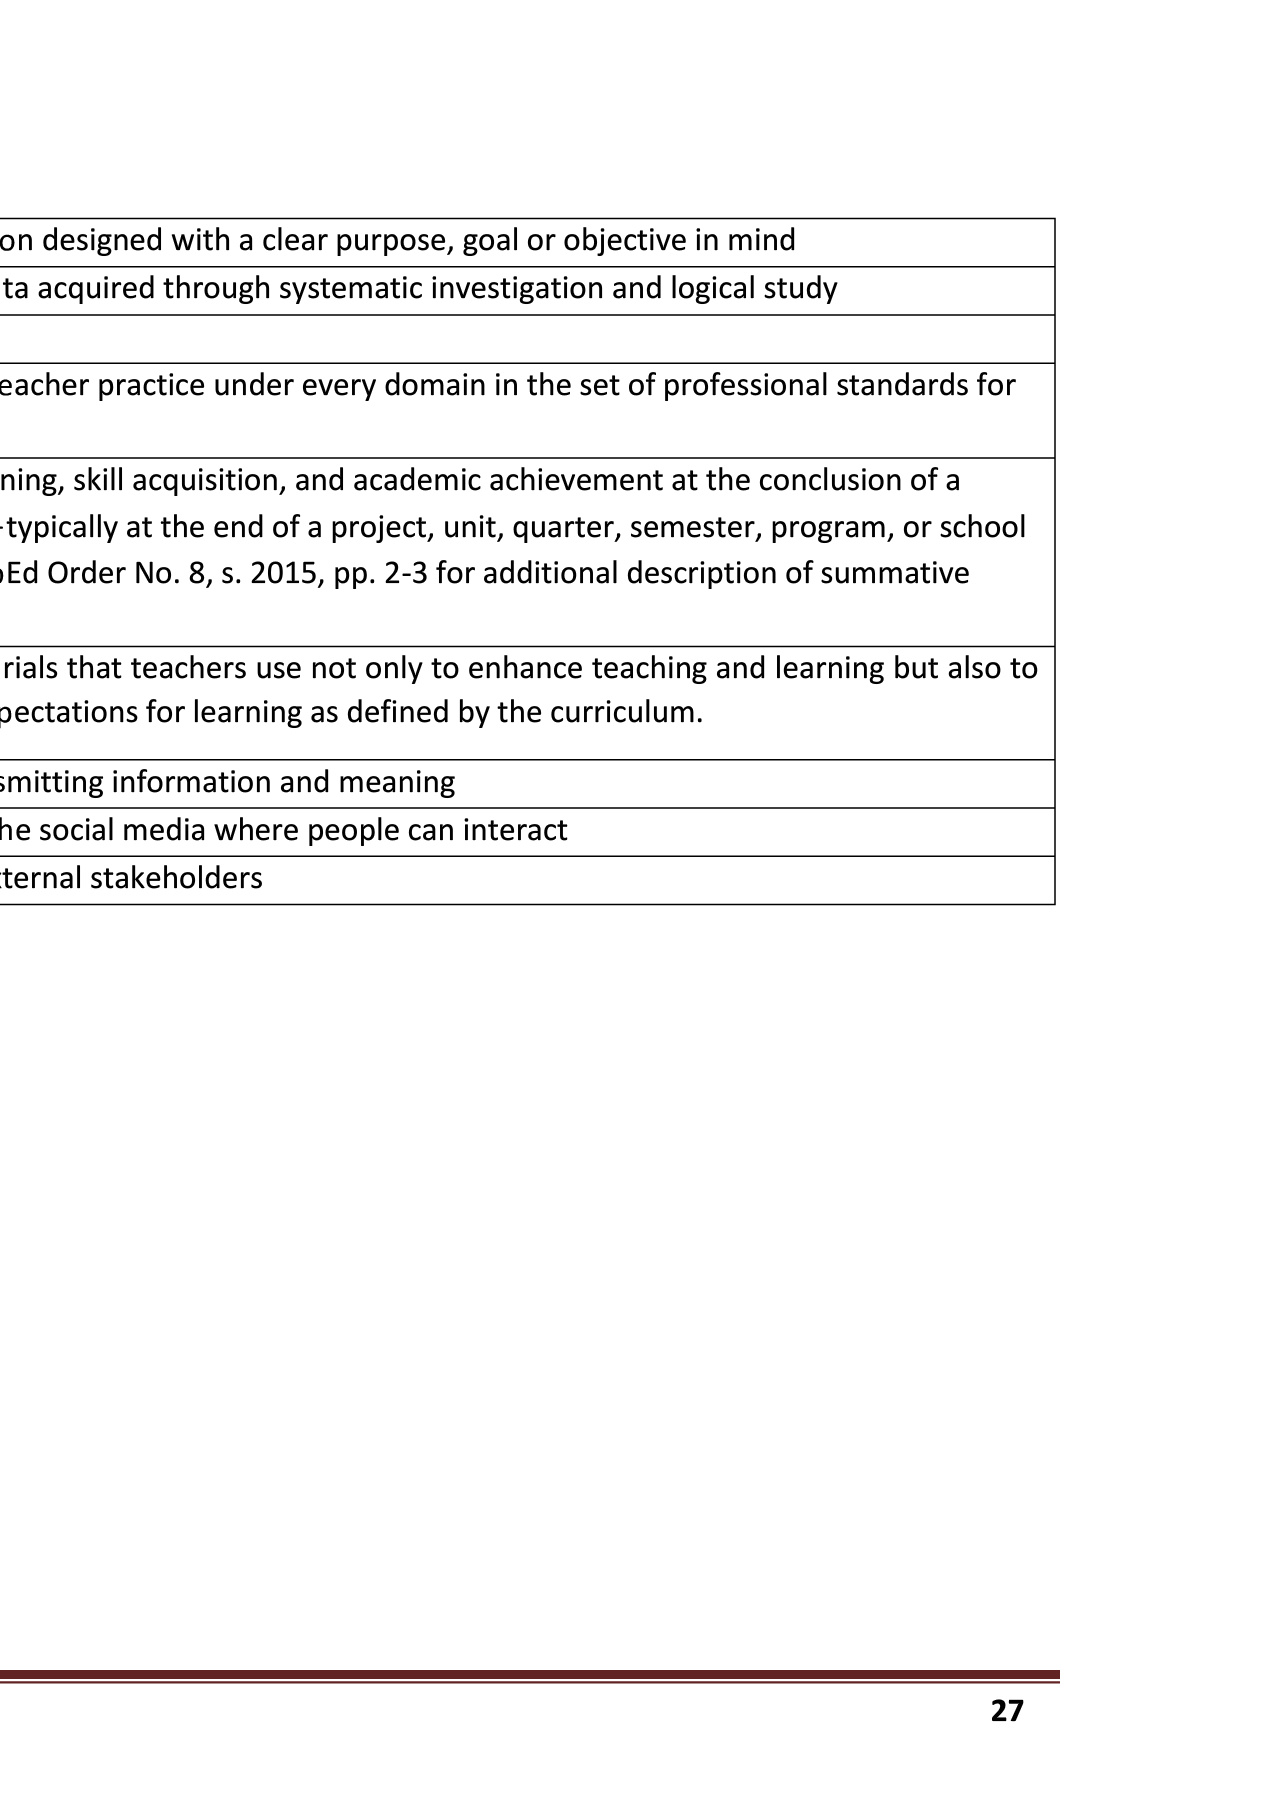 on designed with a clear purpose, goal or objective in mind
ta acquired through systematic investigation and logical study
eacher practice under every domain in the set of professional standards for
ning, skill acquisition, and academic achievement at the conclusion of a
-typically at the end of a project, unit, quarter, semester, program, or school
Ed Order No. 8, s. 2015, pp. 2-3 for additional description of summative
rials that teachers use not only to enhance teaching and learning but also to
pectations for learning as defined by the curriculum.
smitting information and meaning
he social media where people can interact
ternal stakeholders
27